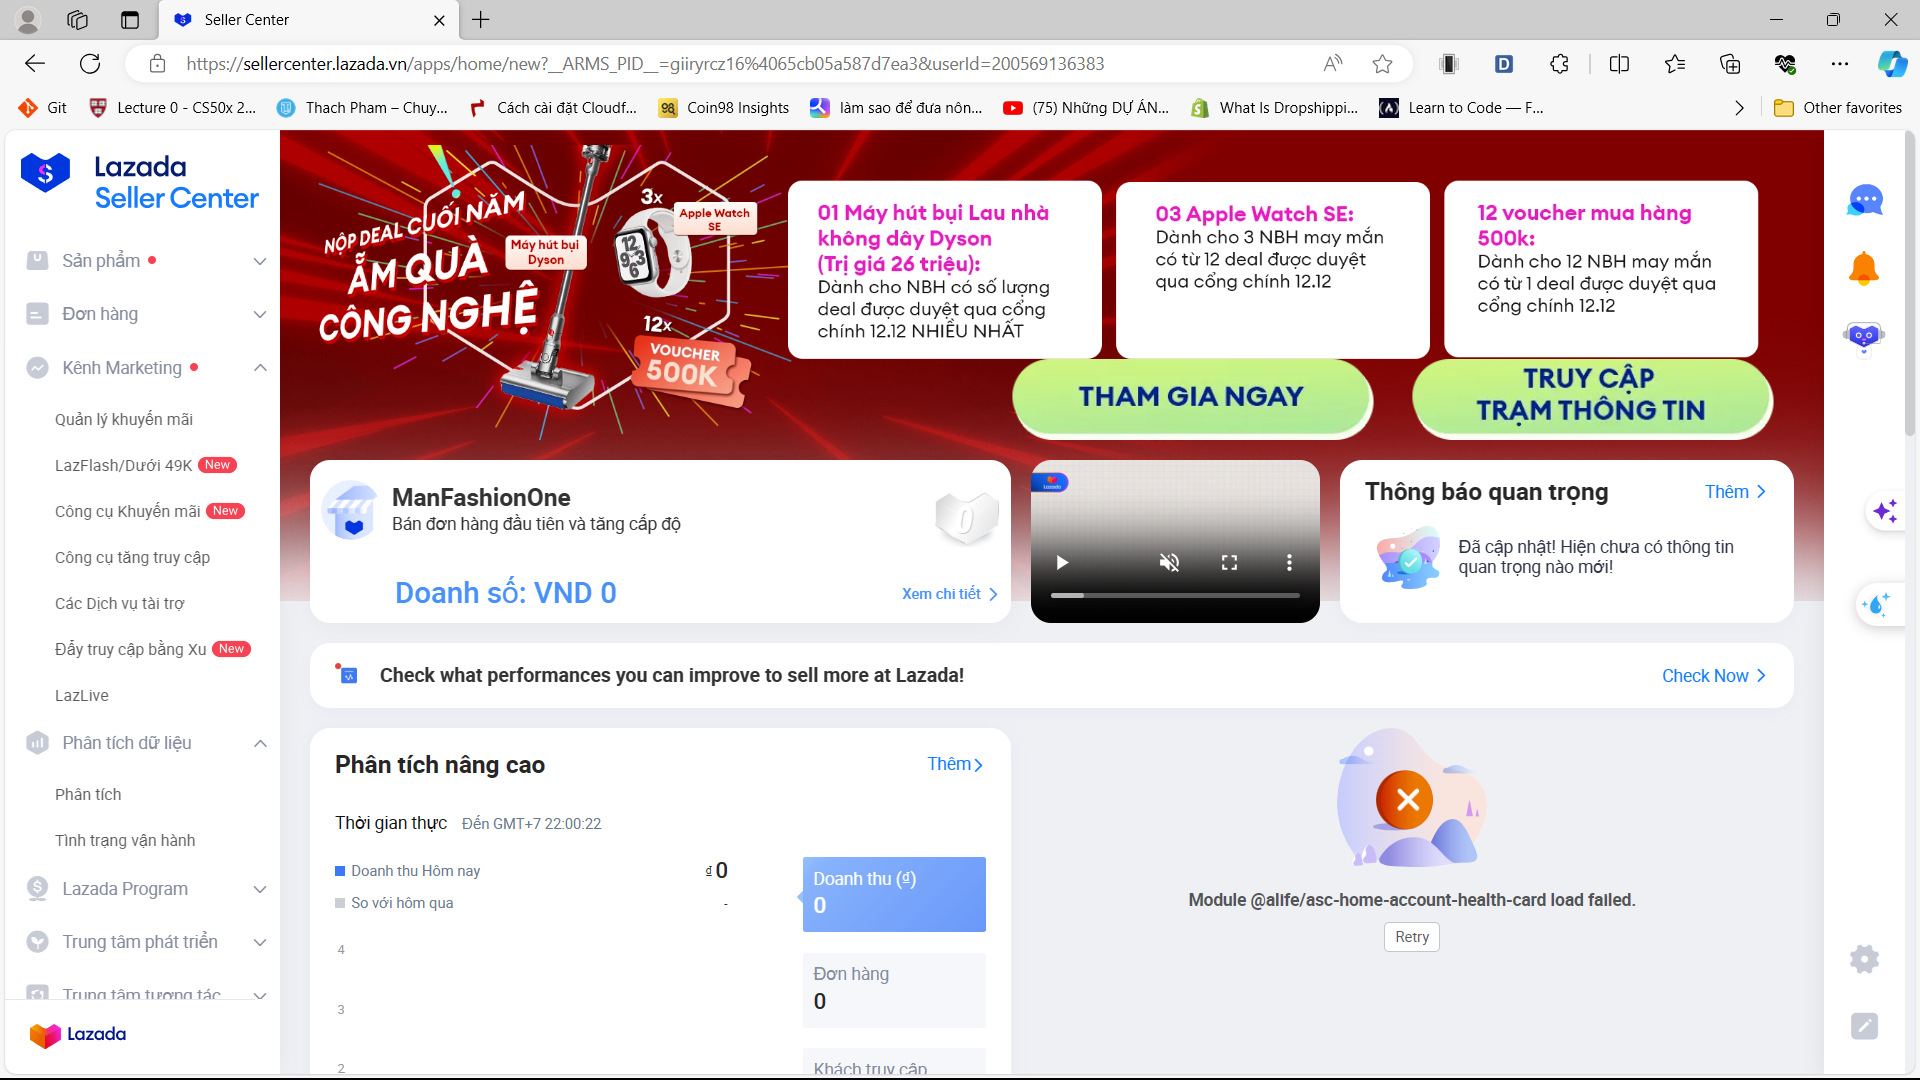 Seller Center
https://sellercenter.lazada.vn/apps/home/new?__ARMS_PID__=giiryrcz16%4065cb05a587d7ea3&userId=200569136383
Git
Lecture 0 - CS50x 2...
Thach Pham – Chuy...
Cách cài đặt Cloudf...
Coin98 Insights
làm sao để đưa nôn...
(75) Những DỰ ÁN...
What Is Dropshippi...
Learn to Code — F...
Other favorites
Lazada
Seller Center
Sản phẩm
Đơn hàng
Kênh Marketing
Quản lý khuyến mãi
LazFlash/Dưới 49K New
Công cụ Khuyến mãi New
Công cụ tăng truy cập
Các Dịch vụ tài trợ
Đẩy truy cập bằng Xu New
LazLive
Phân tích dữ liệu
Phân tích
Tình trạng vận hành
Lazada Program
Trung tâm phát triển
Trung tâm tương tác
Lazada
NỘP DEAL CUỐI NĂM
ẴM QUÀ
CÔNG NGHỆ
Máy hút bụi
Dyson
3x
Apple Watch
SE
12x
VOUCHER
500K
01 Máy hút bụi Lau nhà
không dây Dyson
(Trị giá 26 triệu):
Dành cho NBH có số lượng
deal được duyệt qua cổng
chính 12.12 NHIỀU NHẤT
03 Apple Watch SE:
Dành cho 3 NBH may mắn
có từ 12 deal được duyệt
qua cổng chính 12.12
12 voucher mua hàng
500k:
Dành cho 12 NBH may mắn
có từ 1 deal được duyệt qua
cổng chính 12.12
THAM GIA NGAY
TRUY CẬP
TRẠM THÔNG TIN
ManFashionOne
Bán đơn hàng đầu tiên và tăng cấp độ
0
Doanh số: VND 0
Xem chi tiết
Lazada
Thông báo quan trọng
Thêm
Đã cập nhật! Hiện chưa có thông tin
quan trọng nào mới!
Check what performances you can improve to sell more at Lazada!
Check Now
Phân tích nâng cao
Thêm
Thời gian thực Đến GMT+7 22:00:22
Doanh thu Hôm nay
₫ 0
So với hôm qua
-
4
3
2
Doanh thu (₫)
0
Đơn hàng
0
Khách truy cập
Module @alife/asc-home-account-health-card load failed.
Retry